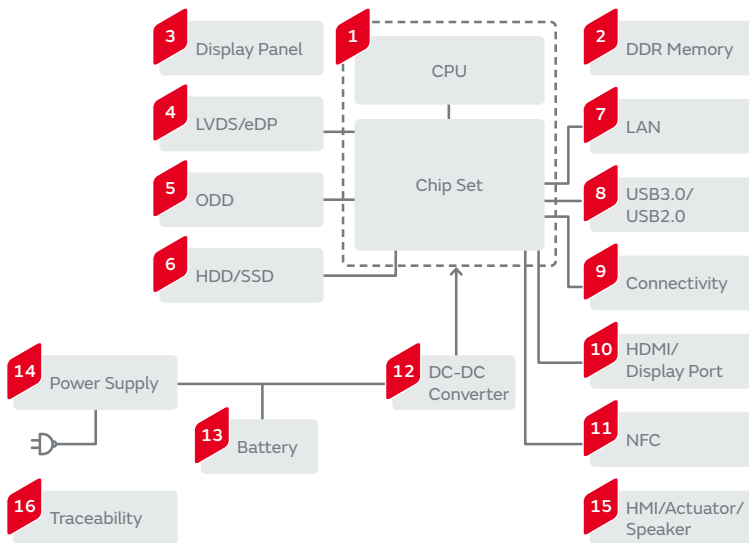 1
CPU
Chip Set
2
DDR Memory
3
Display Panel
4
LVDS/eDP
5
ODD
6
HDD/SSD
7
LAN
8
USB3.0/
USB2.0
9
Connectivity
10
HDMI/
Display Port
11
NFC
12
DC-DC
Converter
13
Battery
14
Power Supply
15
HMI/Actuator/
Speaker
16
Traceability